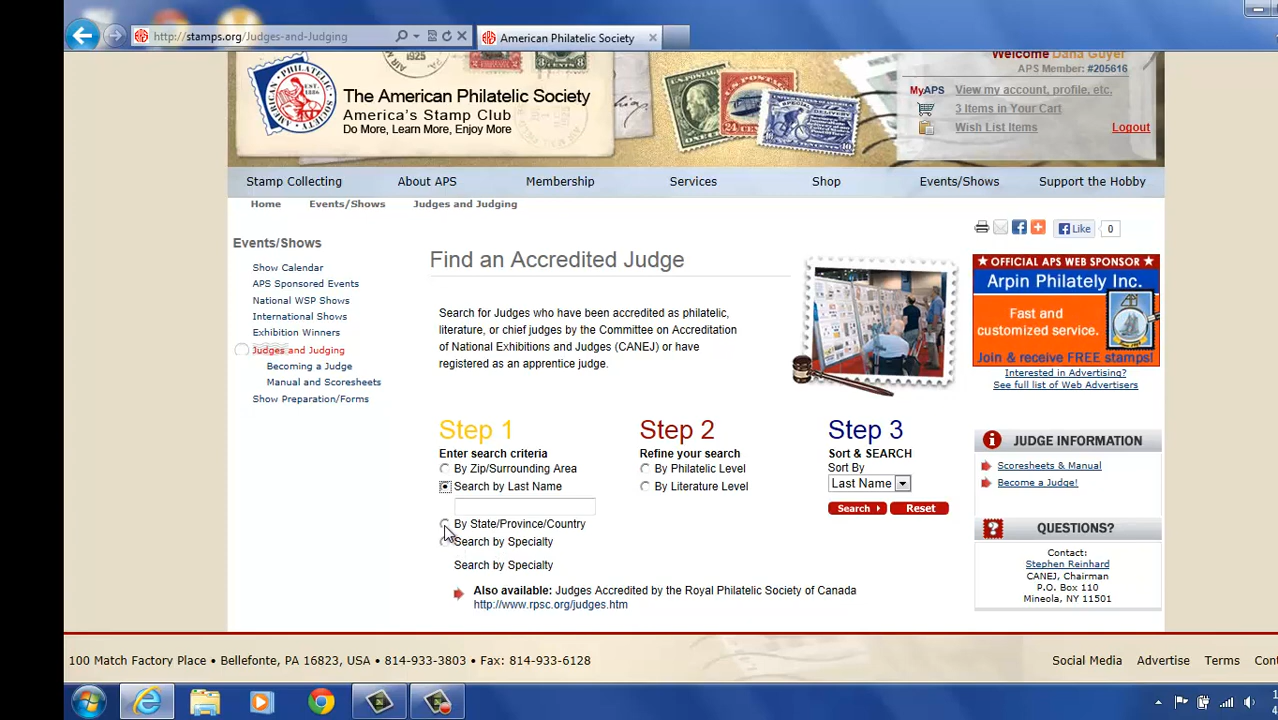 http://stamps.org/Judges-and-Judging
American Philatelic Society
Welcome Dana Guyer
APS Member: #205616
MyAPS View my account, profile, etc.
3 Items in Your Cart
Wish List Items Logout
1925
PHILATELIC
EST. 1886
The American Philatelic Society
America's Stamp Club
Do More, Learn More, Enjoy More
Stamp Collecting About APS Membership Services Shop Events/Shows Support the Hobby
Home Events/Shows Judges and Judging
Like 0
Events/Shows
Show Calendar
APS Sponsored Events
National WSP Shows
International Shows
Exhibition Winners
Judges and Judging
Becoming a Judge
Manual and Scoresheets
Show Preparation/Forms
Find an Accredited Judge
Search for Judges who have been accredited as philatelic,
literature, or chief judges by the Committee on Accreditation
of National Exhibitions and Judges (CANEJ) or have
registered as an apprentice judge.
Step 1
Enter search criteria
By Zip/Surrounding Area
Search by Last Name
By State/Province/Country
Search by Specialty
Search by Specialty
Step 2
Refine your search
By Philatelic Level
By Literature Level
Step 3
Sort & SEARCH
Sort By
Last Name
Search Reset
Also available: Judges Accredited by the Royal Philatelic Society of Canada
http://www.rpsc.org/judges.htm
★ OFFICIAL APS WEB SPONSOR ★
Arpin Philately Inc.
Fast and
customized service.
Join & receive FREE stamps!
Interested in Advertising?
See full list of Web Advertisers
JUDGE INFORMATION
Scoresheets & Manual
Become a Judge!
QUESTIONS?
Contact:
Stephen Reinhard
CANEJ, Chairman
P.O. Box 110
Mineola, NY 11501
100 Match Factory Place • Bellefonte, PA 16823, USA • 814-933-3803 • Fax: 814-933-6128
Social Media Advertise Terms